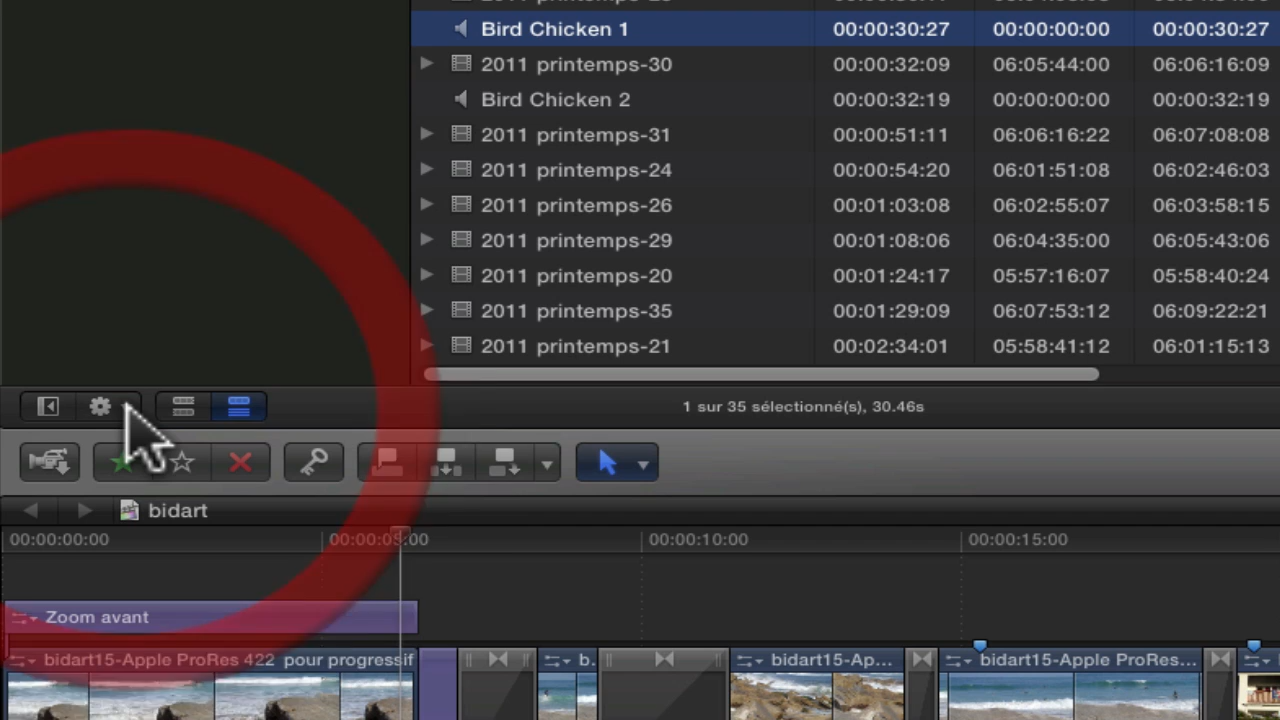 Bird Chicken 1 00:00:30:27 00:00:00:00 00:00:30:27
2011 printemps-30 00:00:32:09 06:05:44:00 06:06:16:09
Bird Chicken 2 00:00:32:19 00:00:00:00 00:00:32:19
2011 printemps-31 00:00:51:11 06:06:16:22 06:07:08:08
2011 printemps-24 00:00:54:20 06:01:51:08 06:02:46:03
2011 printemps-26 00:01:03:08 06:02:55:07 06:03:58:15
2011 printemps-29 00:01:08:06 06:04:35:00 06:05:43:06
2011 printemps-20 00:01:24:17 05:57:16:07 05:58:40:24
2011 printemps-35 00:01:29:09 06:07:53:12 06:09:22:21
2011 printemps-21 00:02:34:01 05:58:41:12 06:01:15:13
1 sur 35 sélectionné(s), 30.46s
bidart
00:00:00:00 00:00:05:00 00:00:10:00 00:00:15:00
Zoom avant
bidart15-Apple ProRes 422 pour progressif b. bidart15-Ap... bidart15-Apple ProRes...